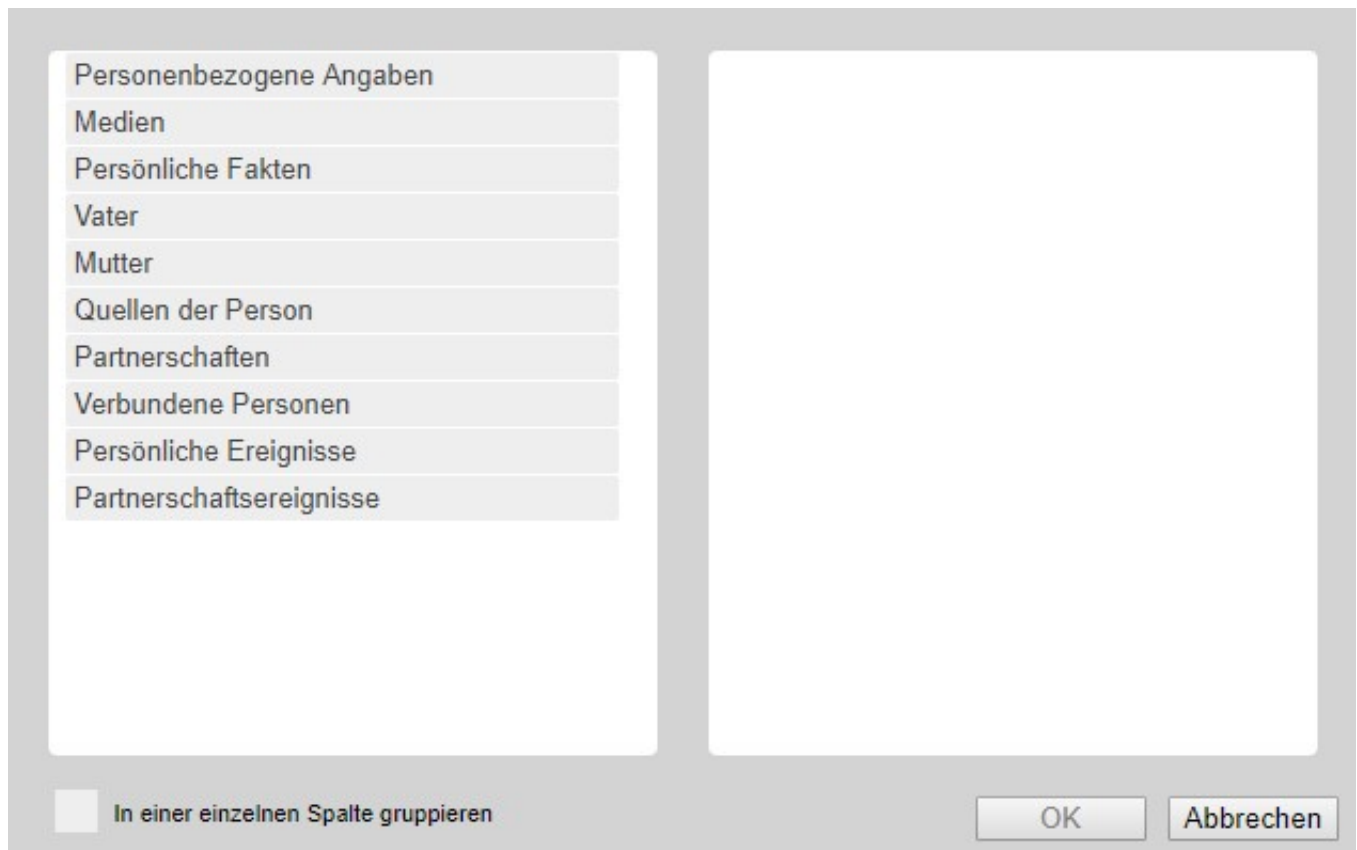 Personenbezogene Angaben
Medien
Persönliche Fakten
Vater
Mutter
Quellen der Person
Partnerschaften
Verbundene Personen
Persönliche Ereignisse
Partnerschaftsereignisse
In einer einzelnen Spalte gruppieren
OK
Abbrechen